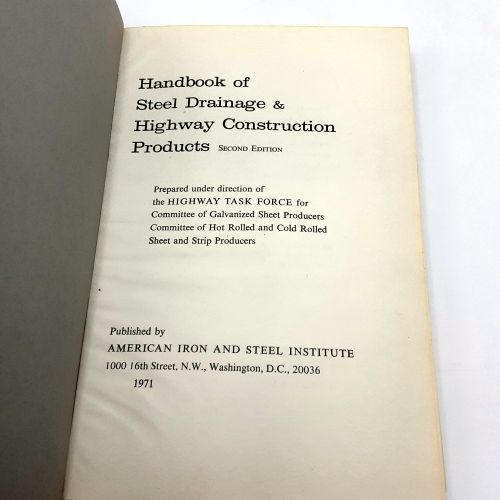 Handbook of
Steel Drainage &
Highway Construction
Products SECOND EDITION
Prepared under direction of
the HIGHWAY TASK FORCE for
Committee of Galvanized Sheet Producers
Committee of Hot Rolled and Cold Rolled
Sheet and Strip Producers
Published by
AMERICAN IRON AND STEEL INSTITUTE
1000 16th Street, N.W., Washington, D.C., 20036
1971